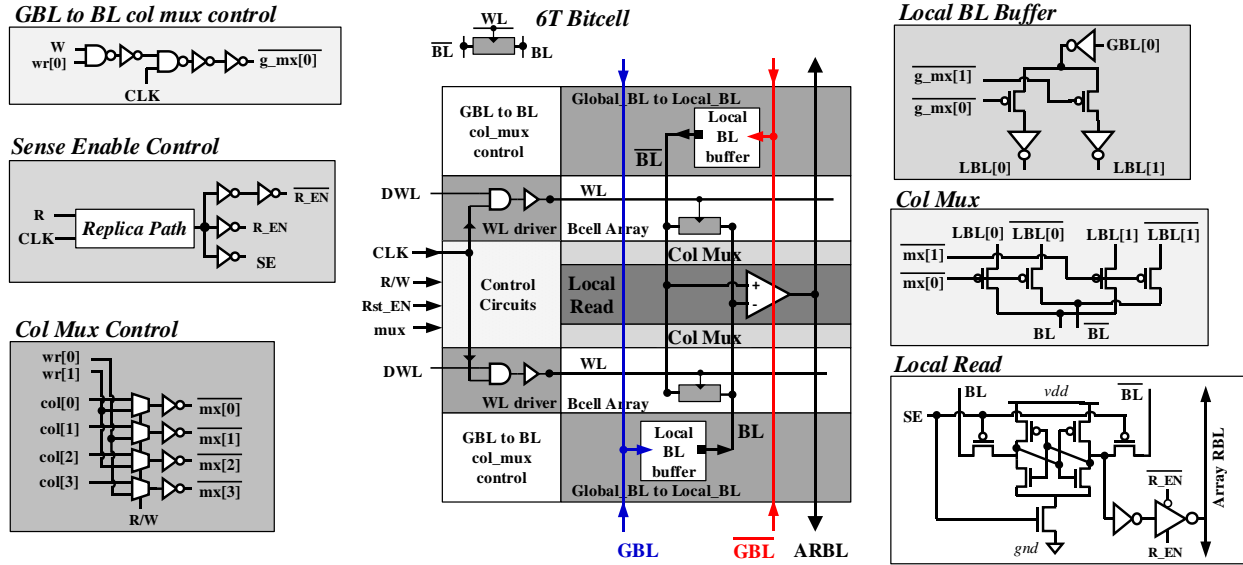 GBL to BL col mux control
W
wr[0]
CLK
g_mx[0]
Sense Enable Control
R
CLK
Replica Path
R_EN
R_EN
SE
Col Mux Control
wr[0]
wr[1]
col[0]
col[1]
col[2]
col[3]
mx[0]
mx[1]
mx[2]
mx[3]
R/W
6T Bitcell
WL
BL
BL
GBL to BL
col_mux
control
Global_BL to Local_BL
Local
BL
buffer
BL
DWL
WL
WL driver
Bcell Array
CLK
R/W
Rst_EN
mux
Control
Circuits
Col Mux
Local
Read
+
-
Col Mux
DWL
WL
WL driver
Bcell Array
GBL to BL
col_mux
control
Local
BL
buffer
BL
Global_BL to Local_BL
GBL
GBL
ARBL
Local BL Buffer
GBL[0]
g_mx[1]
g_mx[0]
LBL[0]
LBL[1]
Col Mux
LBL[0]
LBL[0]
LBL[1]
LBL[1]
mx[1]
mx[0]
BL
BL
Local Read
BL
vdd
BL
SE
R_EN
R_EN
gnd
Array RBL